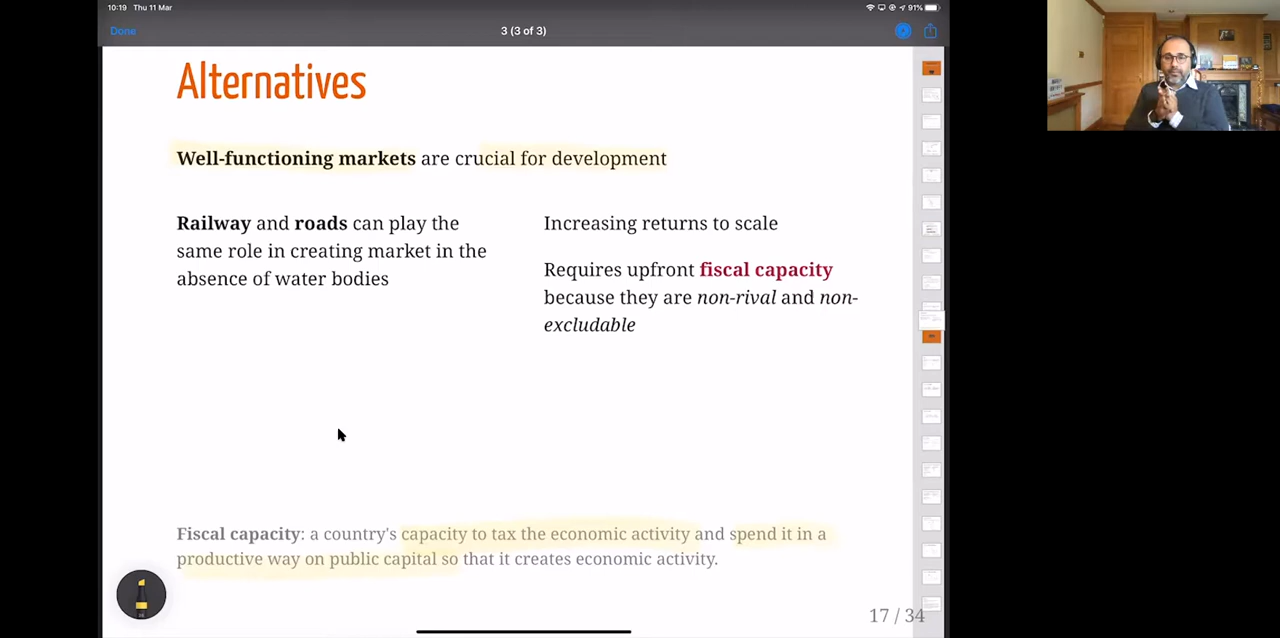 10:19 Thu 11 Mar
91%
Done
3 (3 of 3)
Alternatives
Well-functioning markets are crucial for development
Railway and roads can play the
same role in creating market in the
absence of water bodies
Increasing returns to scale
Requires upfront fiscal capacity
because they are non-rival and non-
excludable
Fiscal capacity: a country's capacity to tax the economic activity and spend it in a
productive way on public capital so that it creates economic activity.
17 / 34